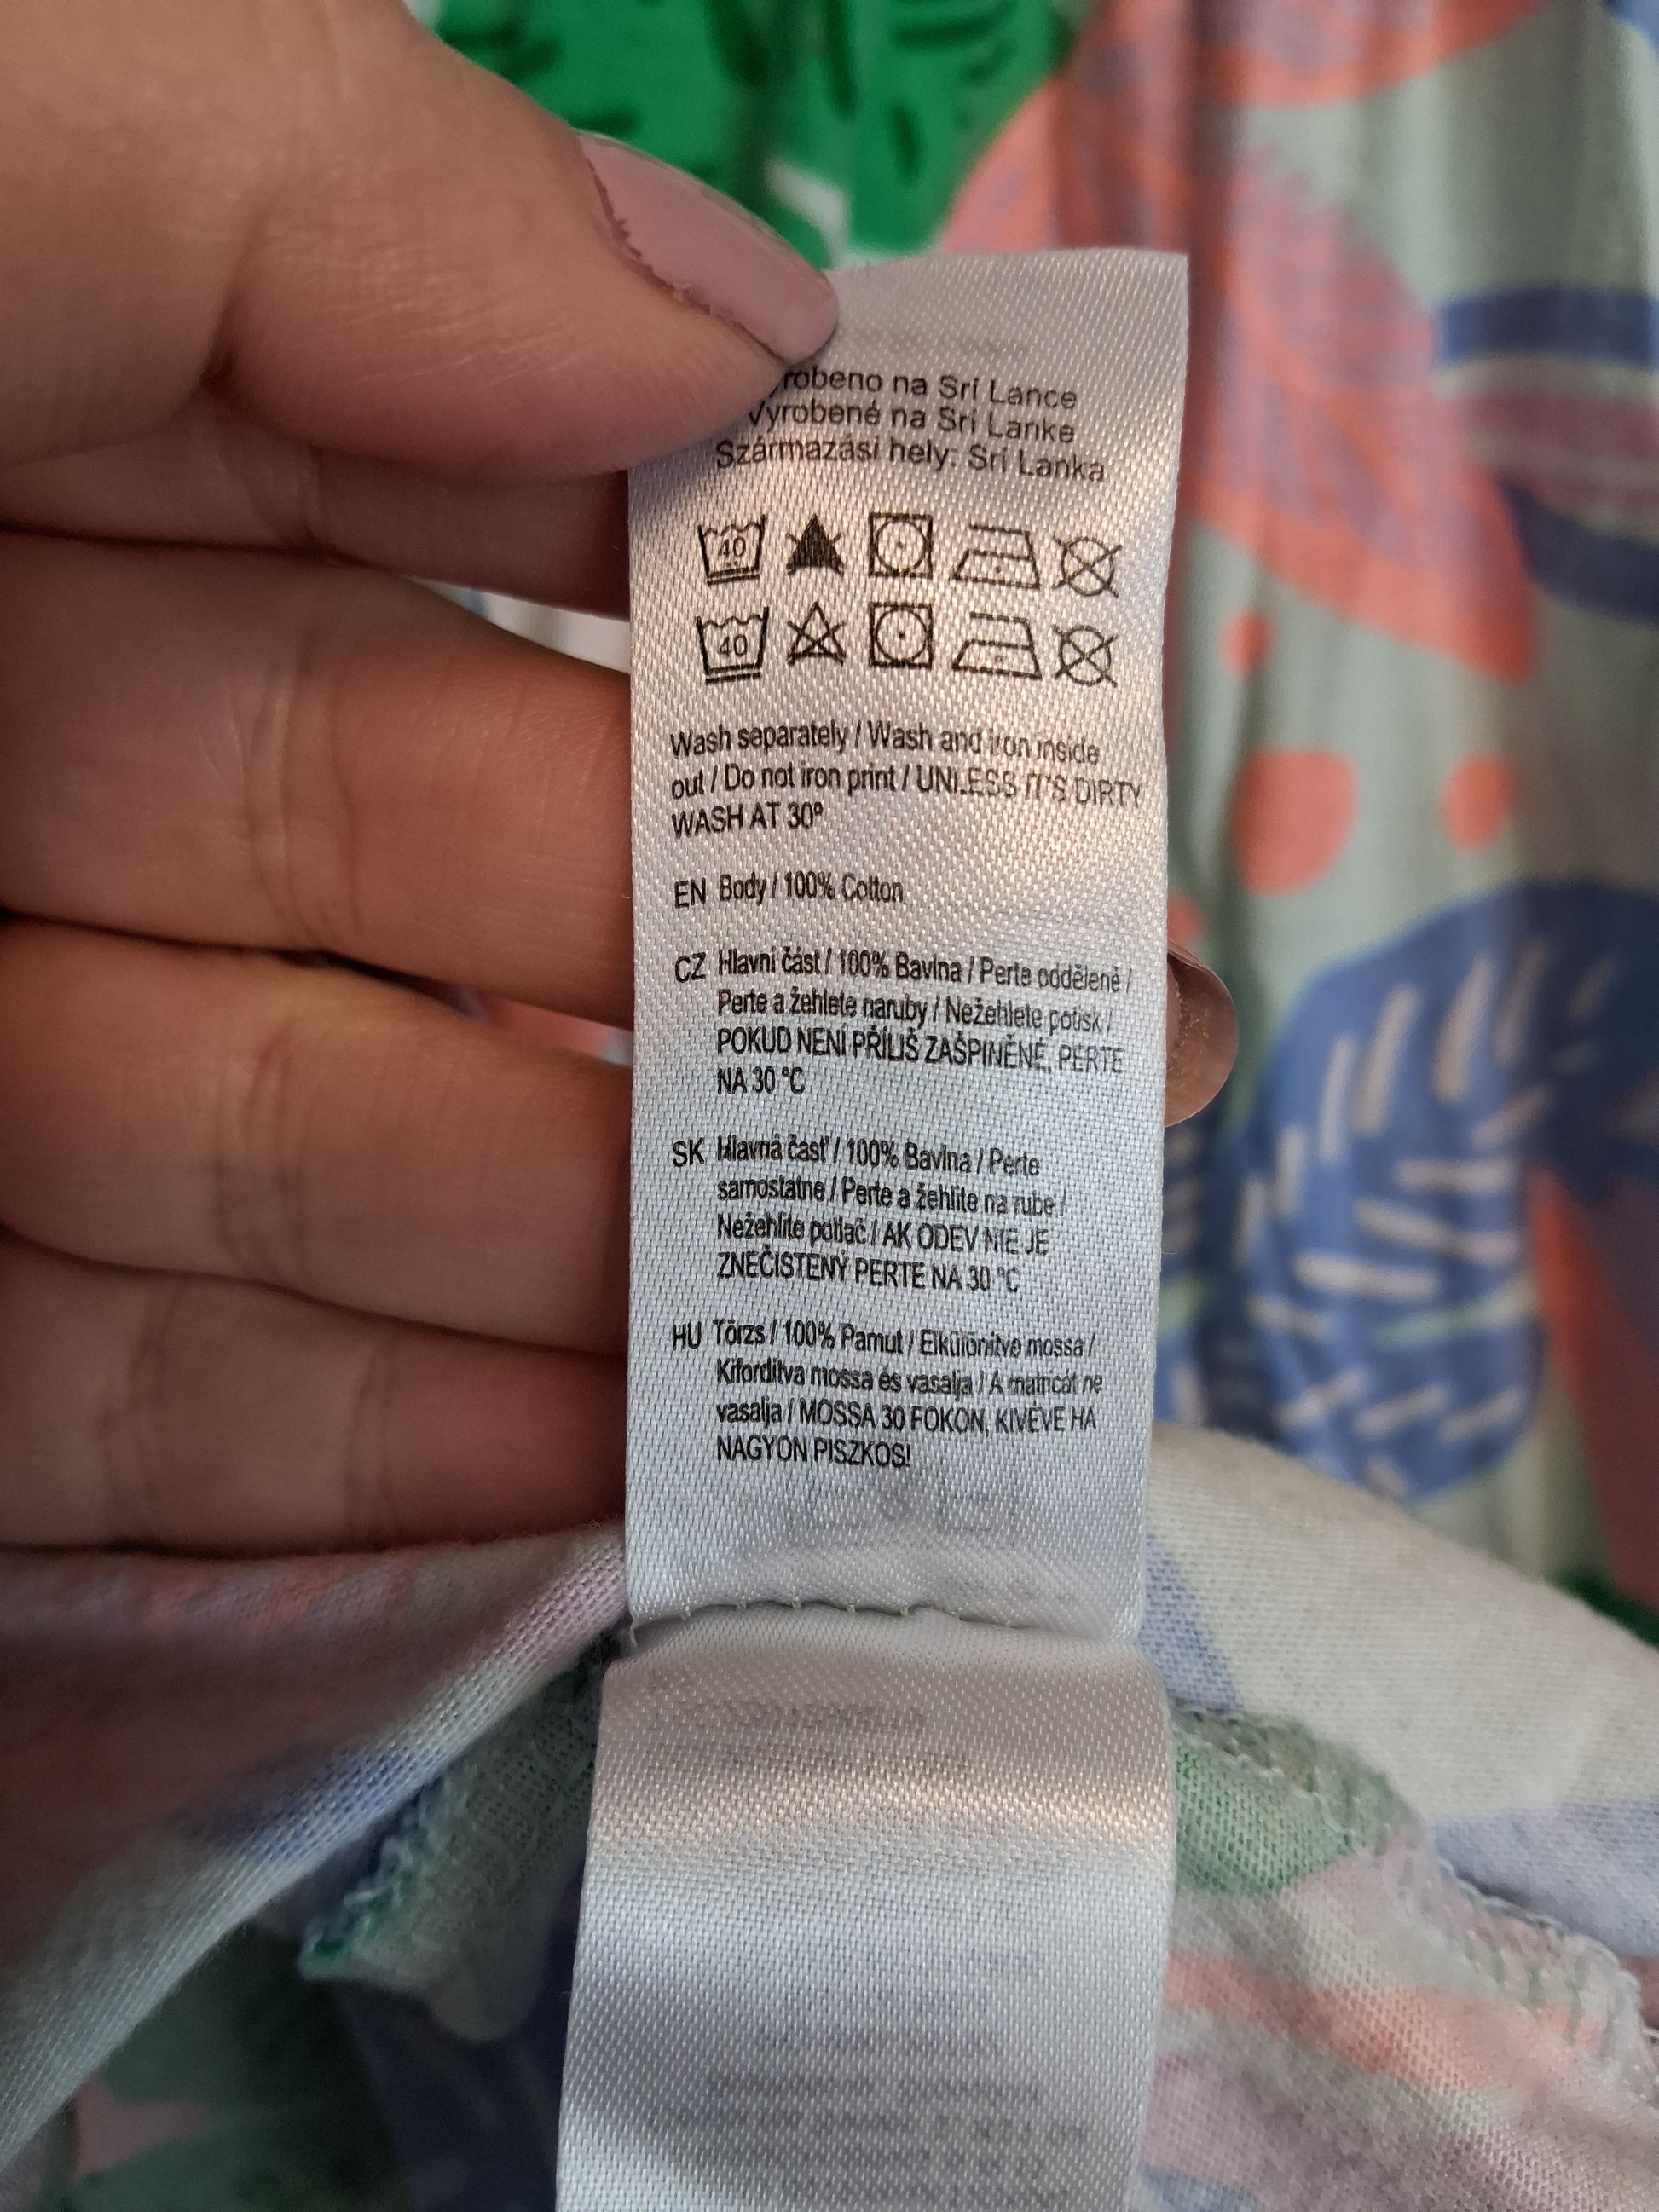 robeno na Srí Lance
Vyrobené na Srí Lanke
Származási hely: Srí Lanka
40
40
Wash separately / Wash and iron inside
out / Do not iron print / UNLESS IT'S DIRTY
WASH AT 30º
EN Body / 100% Cotton
CZ Hlavní část / 100% Bavlna / Perte odděleně /
Perte a žehlete naruby / Nežehlete potisk /
POKUD NENÍ PŘÍLIŠ ZAŠPINĚNÉ, PERTE
NA 30 °C
SK Hlavná časť / 100% Bavlna / Perte
samostatne / Perte a žehlite na rube /
Nežehlite potlač / AK ODEV NIE JE
ZNEČISTENÝ PERTE NA 30 °C
HU Törzs / 100% Pamut / Elkülönítve mossa /
Kifordítva mossa és vasalja / A matricát ne
vasalja / MOSSA 30 FOKON, KIVÉVE HA
NAGYON PISZKOS!